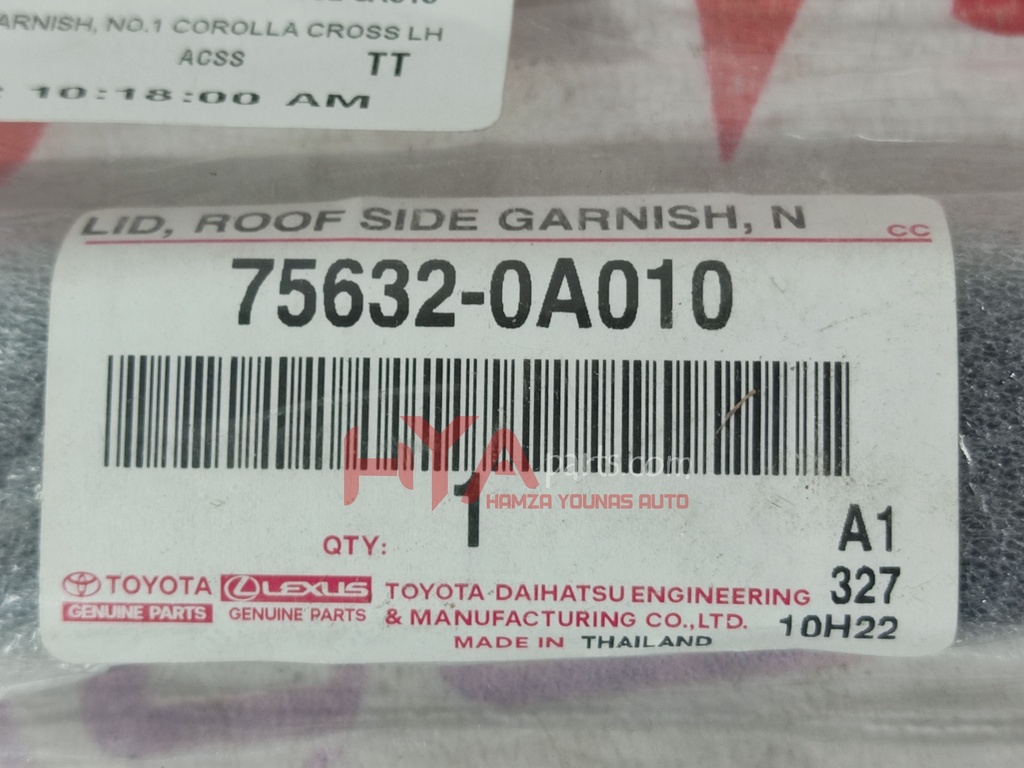 ARNISH, NO.1 COROLLA CROSS LH
ACSS TT
10:18:00 AM
LID, ROOF SIDE GARNISH, N CC
75632-0A010
HYA parts.com
HAMZA YOUNAS AUTO
QTY: 1 A1
TOYOTA LEXUS TOYOTA-DAIHATSU ENGINEERING 327
GENUINE PARTS GENUINE PARTS & MANUFACTURING CO.,LTD. 10H22
MADE IN THAILAND